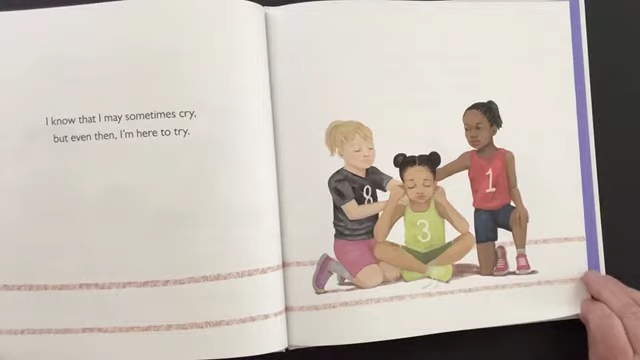 I know that I may sometimes cry,
but even then, I'm here to try.
8
3
1